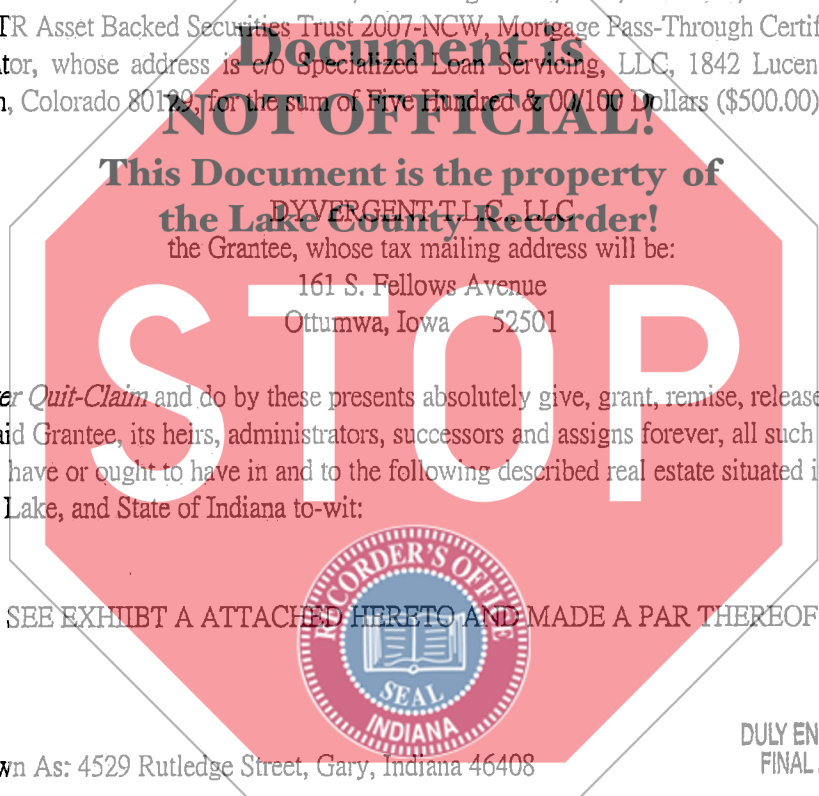 TR Asset Backed Securities Trust 2007-NCW, Mortgage Pass-Through Certif
Document is
tor, whose address is c/o Specialized Loan Servicing, LLC, 1842 Lucen
n, Colorado 80129, for the sum of Five Hundred & 00/100 Dollars ($500.00)
NOT OFFICIAL!
This Document is the property of
DYVERGENT T.L.C., LLC
the Lake County Recorder!
the Grantee, whose tax mailing address will be:
161 S. Fellows Avenue
Ottumwa, Iowa 52501
STOP
er Quit-Claim and do by these presents absolutely give, grant, remise, release
aid Grantee, its heirs, administrators, successors and assigns forever, all such
have or ought to have in and to the following described real estate situated i
Lake, and State of Indiana to-wit:
RECORDER'S OFFICE
SEE EXHIIBT A ATTACHED HERETO AND MADE A PAR THEREOF
SEAL
INDIANA
DULY EN
wn As: 4529 Rutledge Street, Gary, Indiana 46408
FINAL